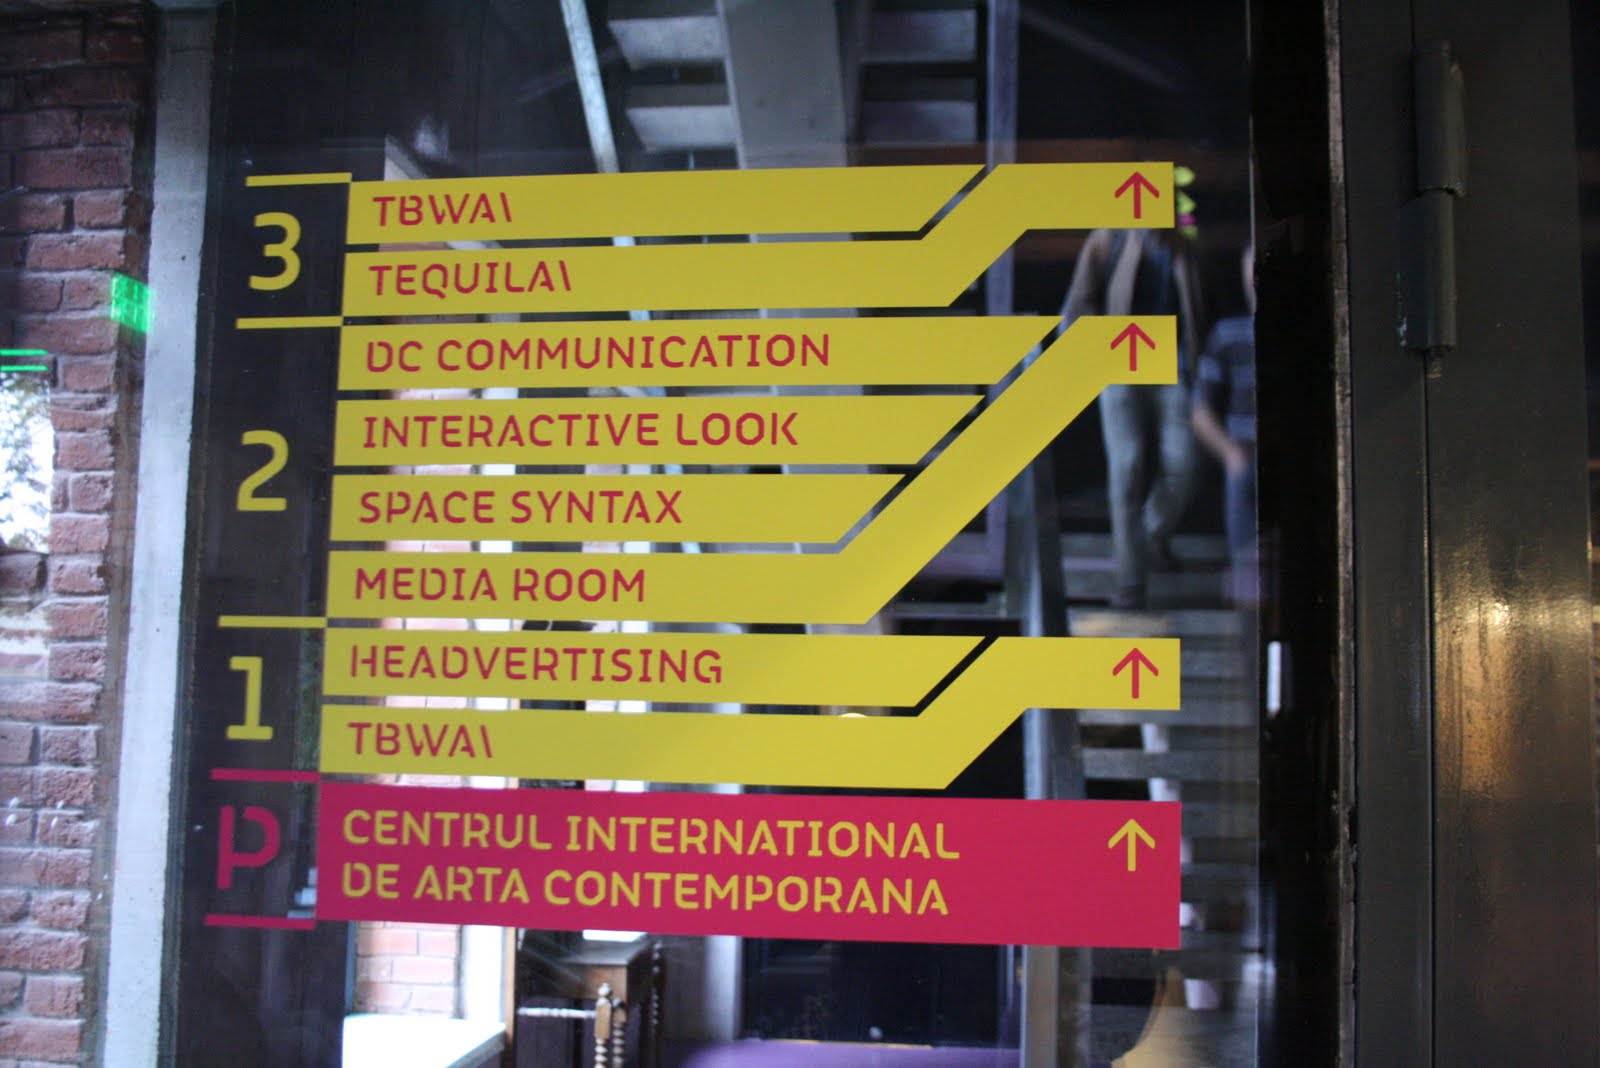 3
TBWA\
TEQUILA\
2
DC COMMUNICATION
INTERACTIVE LOOK
SPACE SYNTAX
MEDIA ROOM
1
HEADVERTISING
TBWA\
P
CENTRUL INTERNATIONAL
DE ARTA CONTEMPORANA